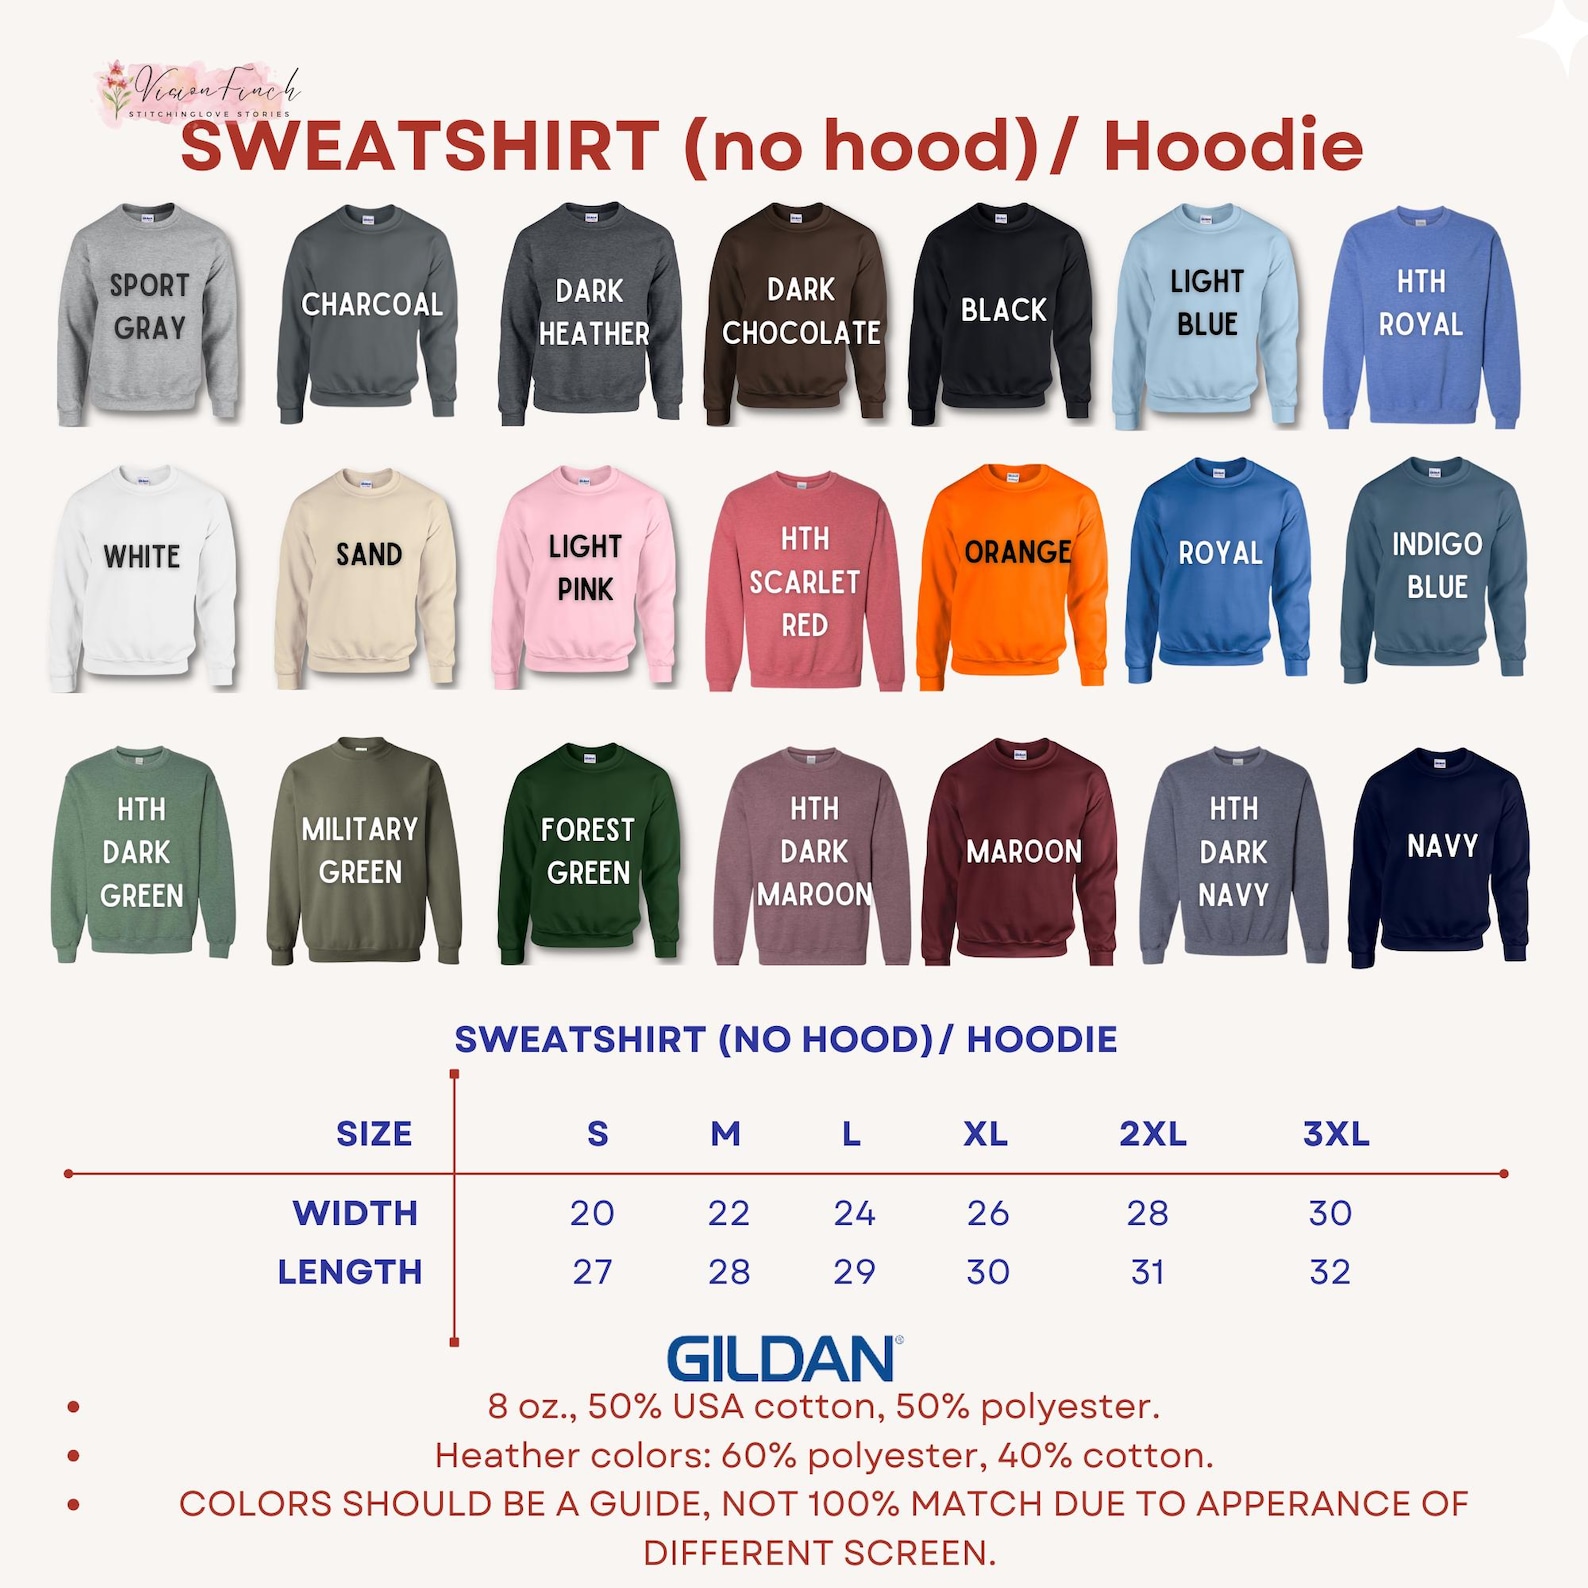 Vision Finch
STITCHINGLOVE STORIES
SWEATSHIRT (no hood)/ Hoodie
SPORT
GRAY
CHARCOAL
DARK
HEATHER
DARK
CHOCOLATE
BLACK
LIGHT
BLUE
HTH
ROYAL
WHITE
SAND
LIGHT
PINK
HTH
SCARLET
RED
ORANGE
ROYAL
INDIGO
BLUE
HTH
DARK
GREEN
MILITARY
GREEN
FOREST
GREEN
HTH
DARK
MAROON
MAROON
HTH
DARK
NAVY
NAVY
SWEATSHIRT (NO HOOD)/ HOODIE
SIZE S M L XL 2XL 3XL
WIDTH 20 22 24 26 28 30
LENGTH 27 28 29 30 31 32
GILDAN®
• 8 oz., 50% USA cotton, 50% polyester.
• Heather colors: 60% polyester, 40% cotton.
• COLORS SHOULD BE A GUIDE, NOT 100% MATCH DUE TO APPERANCE OF
DIFFERENT SCREEN.